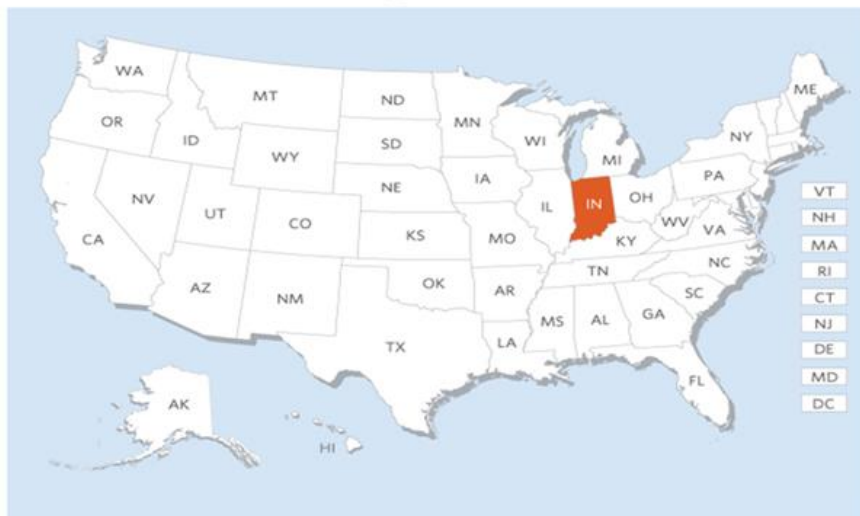 WA
OR
CA
NV
ID
MT
WY
UT
AZ
CO
NM
ND
SD
NE
KS
OK
TX
MN
IA
MO
AR
LA
WI
IL
MS
MI
IN
KY
TN
AL
OH
WV
GA
FL
SC
NC
VA
PA
NY
ME
AK
HI
VT
NH
MA
RI
CT
NJ
DE
MD
DC